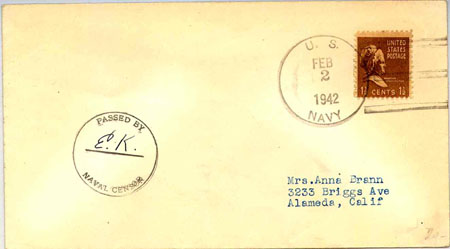 U. S.
FEB
2
1942
NAVY
UNITED
STATES
POSTAGE
1½ CENTS 1½
PASSED BY
E. K.
NAVAL CENSOR
Mrs.Anna Brann
3233 Briggs Ave
Alameda, Calif